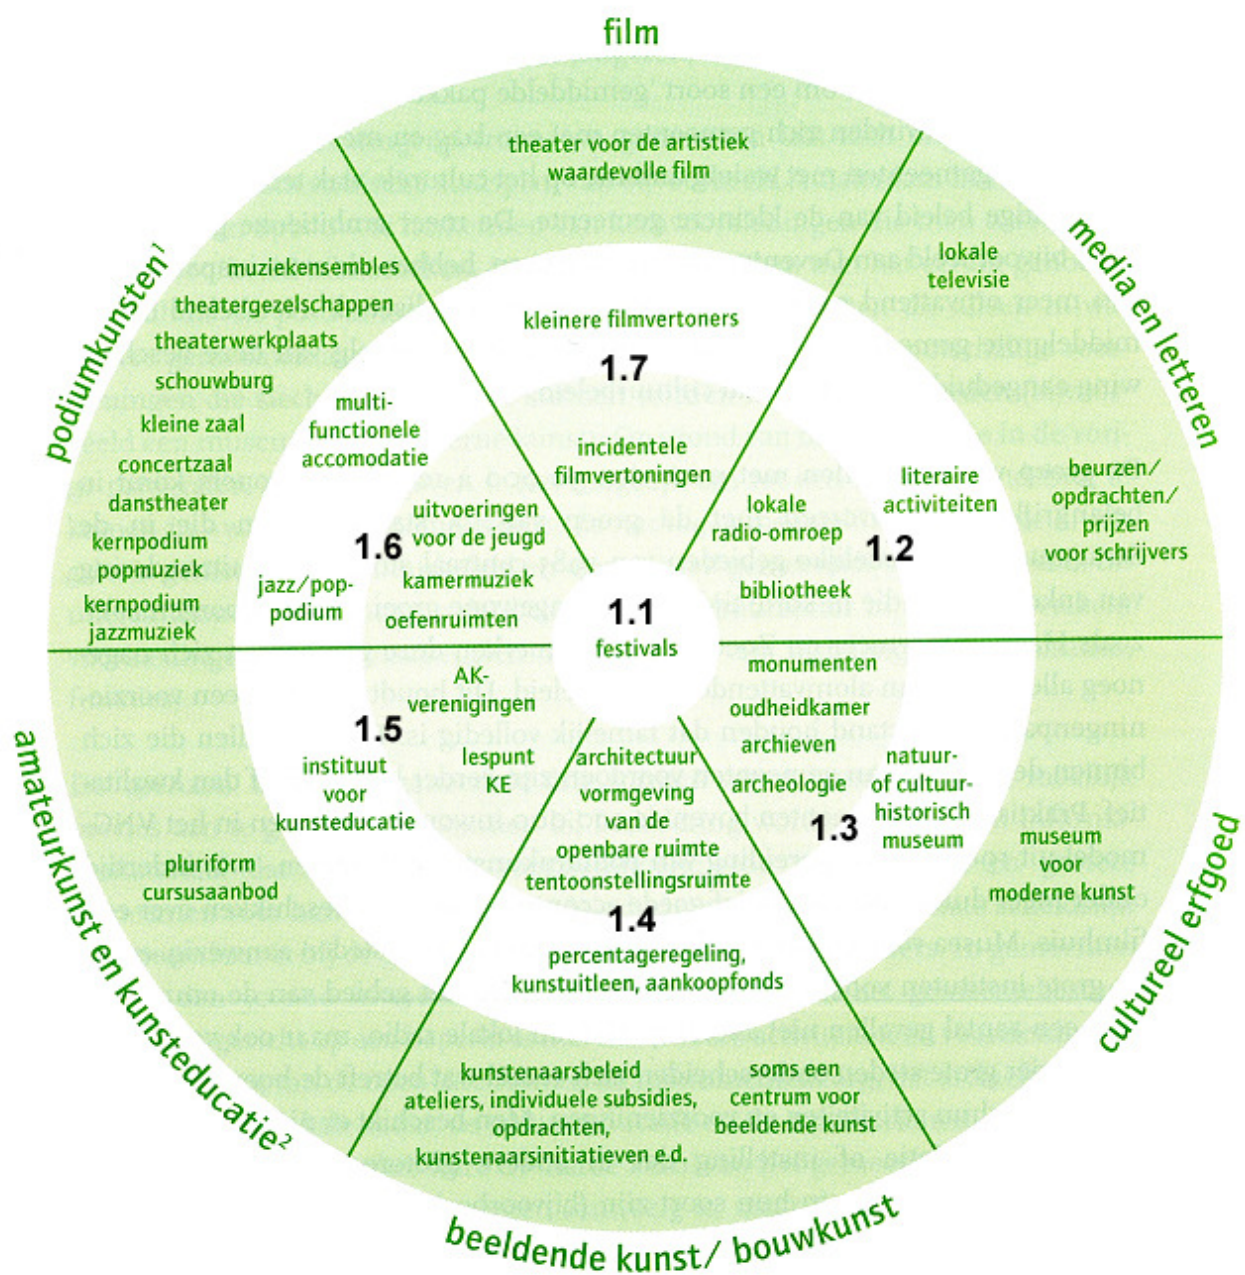 film
theater voor de artistiek
waardevolle film
kleinere filmvertoners
1.7
incidentele
filmvertoningen
media en letteren
lokale
televisie
literaire
activiteiten
beurzen/
opdrachten/
prijzen
voor schrijvers
lokale
radio-omroep
1.2
bibliotheek
podiumkunsten¹
muziekensembles
theatergezelschappen
theaterwerkplaats
schouwburg
kleine zaal
concertzaal
danstheater
kernpodium
popmuziek
kernpodium
jazzmuziek
multi-
functionele
accomodatie
uitvoeringen
voor de jeugd
1.6
kamermuziek
jazz/pop-
podium
oefenruimten
1.1
festivals
monumenten
oudheidkamer
archieven
archeologie
1.3
natuur-
of cultuur-
historisch
museum
museum
voor
moderne kunst
cultureel erfgoed
AK-
verenigingen
1.5
lespunt
KE
instituut
voor
kunsteducatie
pluriform
cursusaanbod
amateurkunst en kunsteducatie²
architectuur
vormgeving
van de
openbare ruimte
tentoonstellingsruimte
1.4
percentageregeling,
kunstuitleen, aankoopfonds
kunstenaarsbeleid
ateliers, individuele subsidies,
opdrachten,
kunstenaarsinitiatieven e.d.
soms een
centrum voor
beeldende kunst
beeldende kunst/ bouwkunst